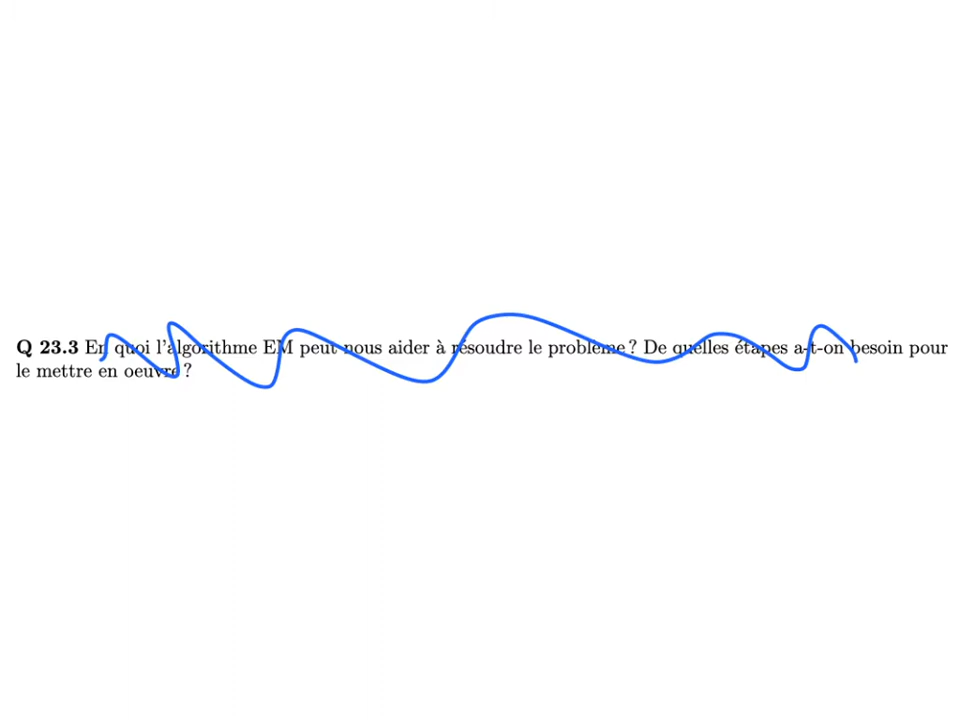 Q 23.3 En quoi l'algorithme EM peut nous aider à résoudre le problème ? De quelles étapes a-t-on besoin pour
le mettre en oeuvre ?